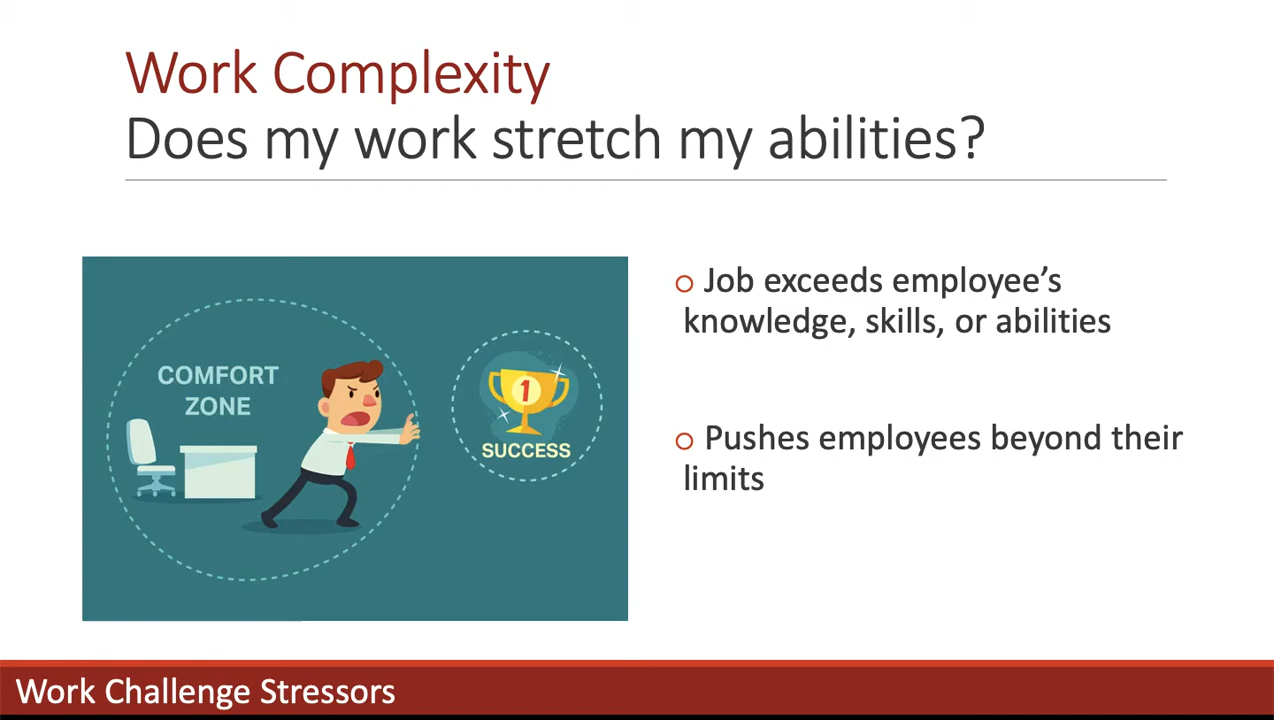 Work Complexity
Does my work stretch my abilities?
COMFORT
ZONE
1
SUCCESS
o Job exceeds employee’s
knowledge, skills, or abilities
o Pushes employees beyond their
limits
Work Challenge Stressors